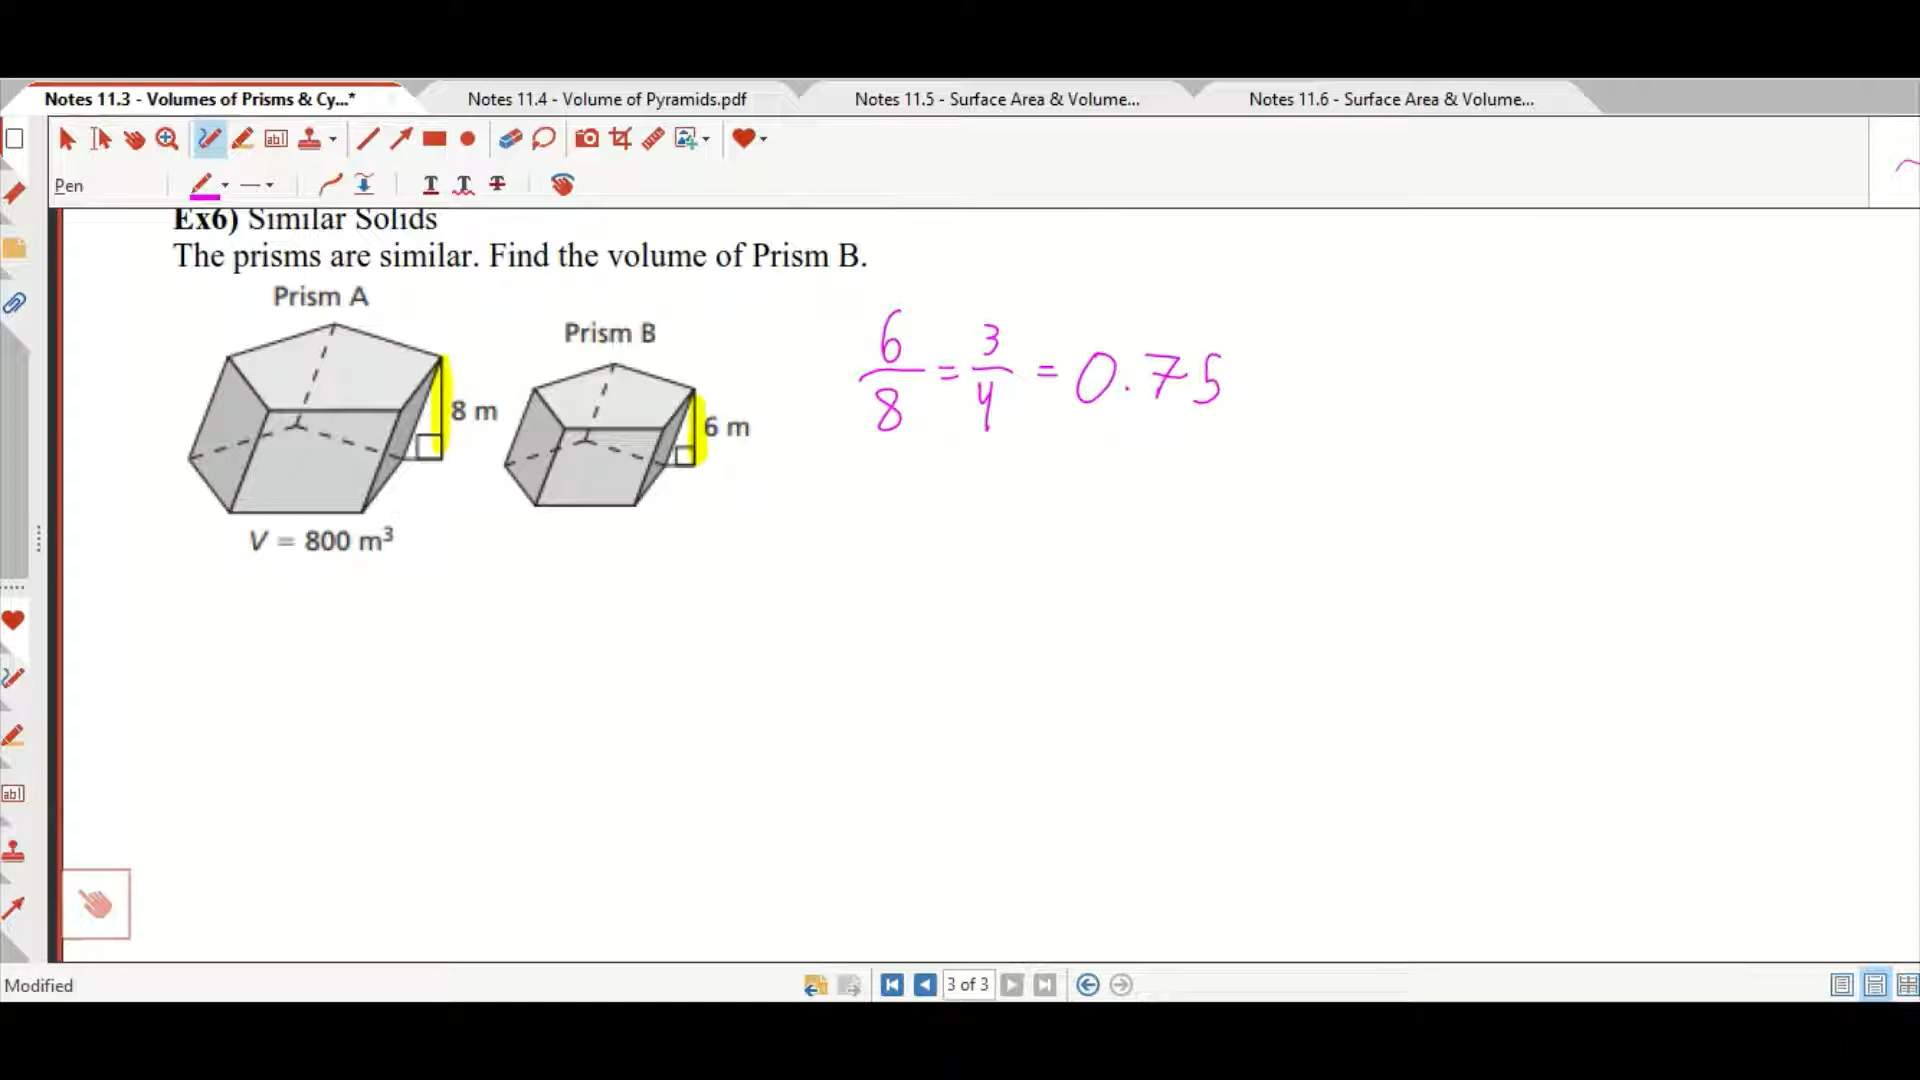 Notes 11.3 - Volumes of Prisms & Cy...*
Notes 11.4 - Volume of Pyramids.pdf
Notes 11.5 - Surface Area & Volume...
Notes 11.6 - Surface Area & Volume...
Pen
Ex6) Similar Solids
The prisms are similar. Find the volume of Prism B.
Prism A
Prism B
8 m
6 m
V = 800 m³
6/8 = 3/4 = 0.75
Modified
3 of 3